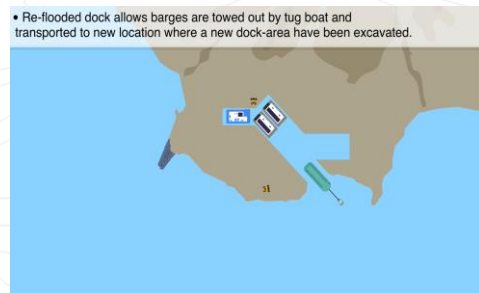 • Re-flooded dock allows barges are towed out by tug boat and
transported to new location where a new dock-area have been excavated.